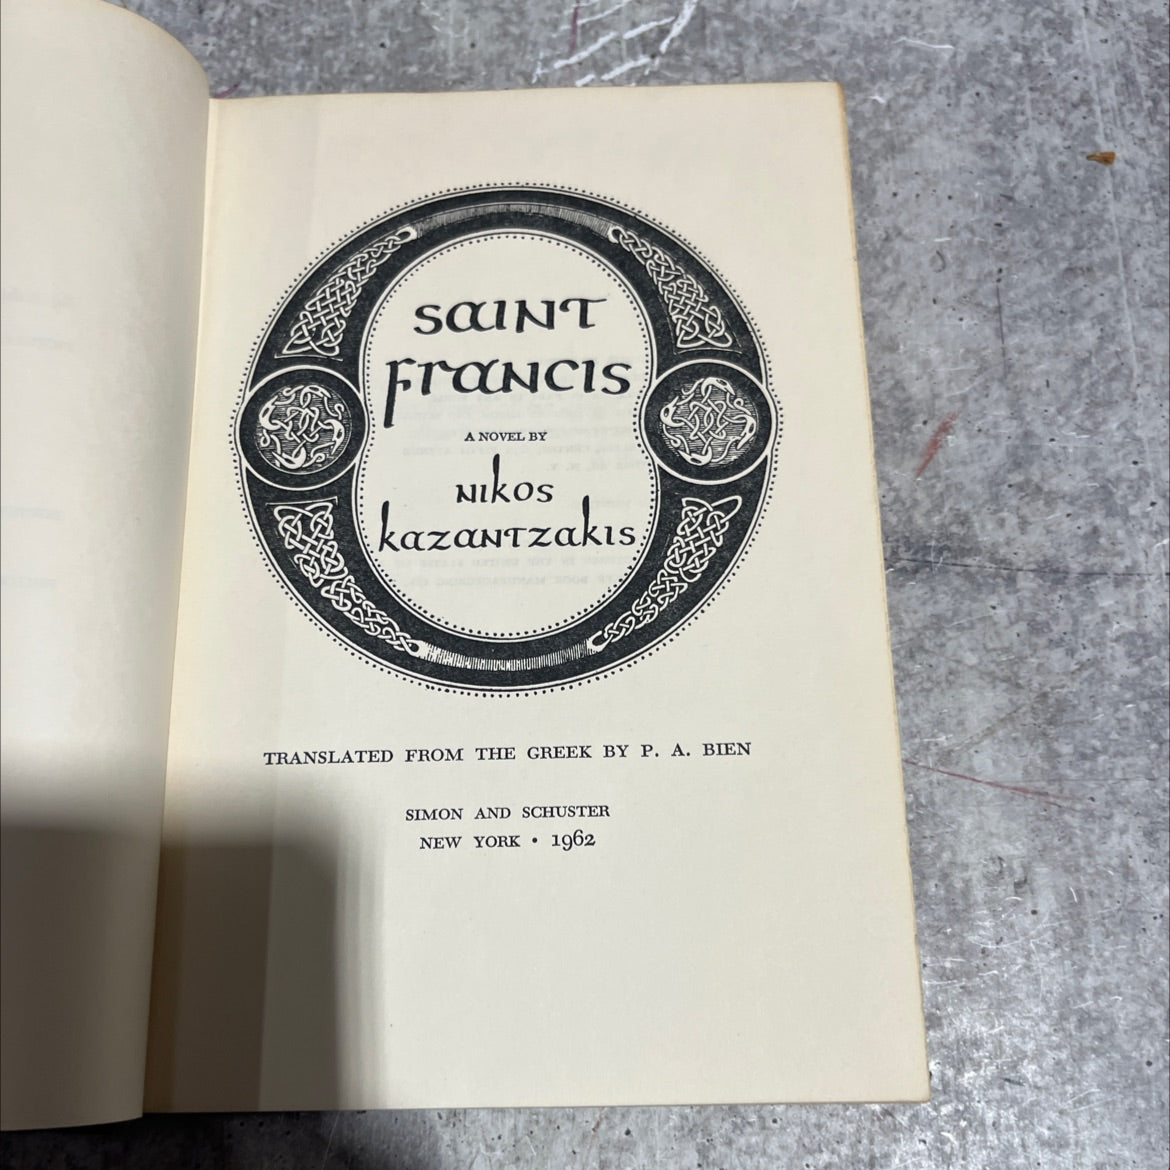 SAINT
FRANCIS
A NOVEL BY
NIKOS
KAZANTZAKIS
TRANSLATED FROM THE GREEK BY P. A. BIEN
SIMON AND SCHUSTER
NEW YORK • 1962